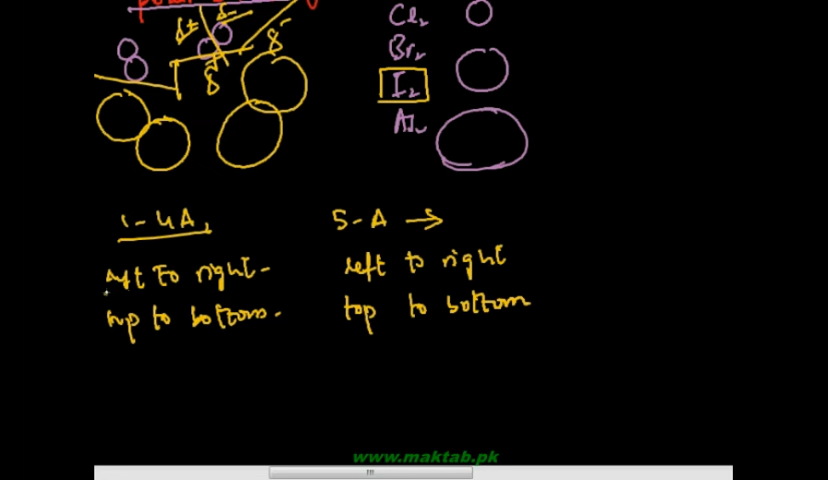 δ+ δ-
δ-
δ-
Cl₂
Br₂
I₂
1-4A,
5-A →
left to right-
left to right
top to bottom.
top to bottom
www.maktab.pk